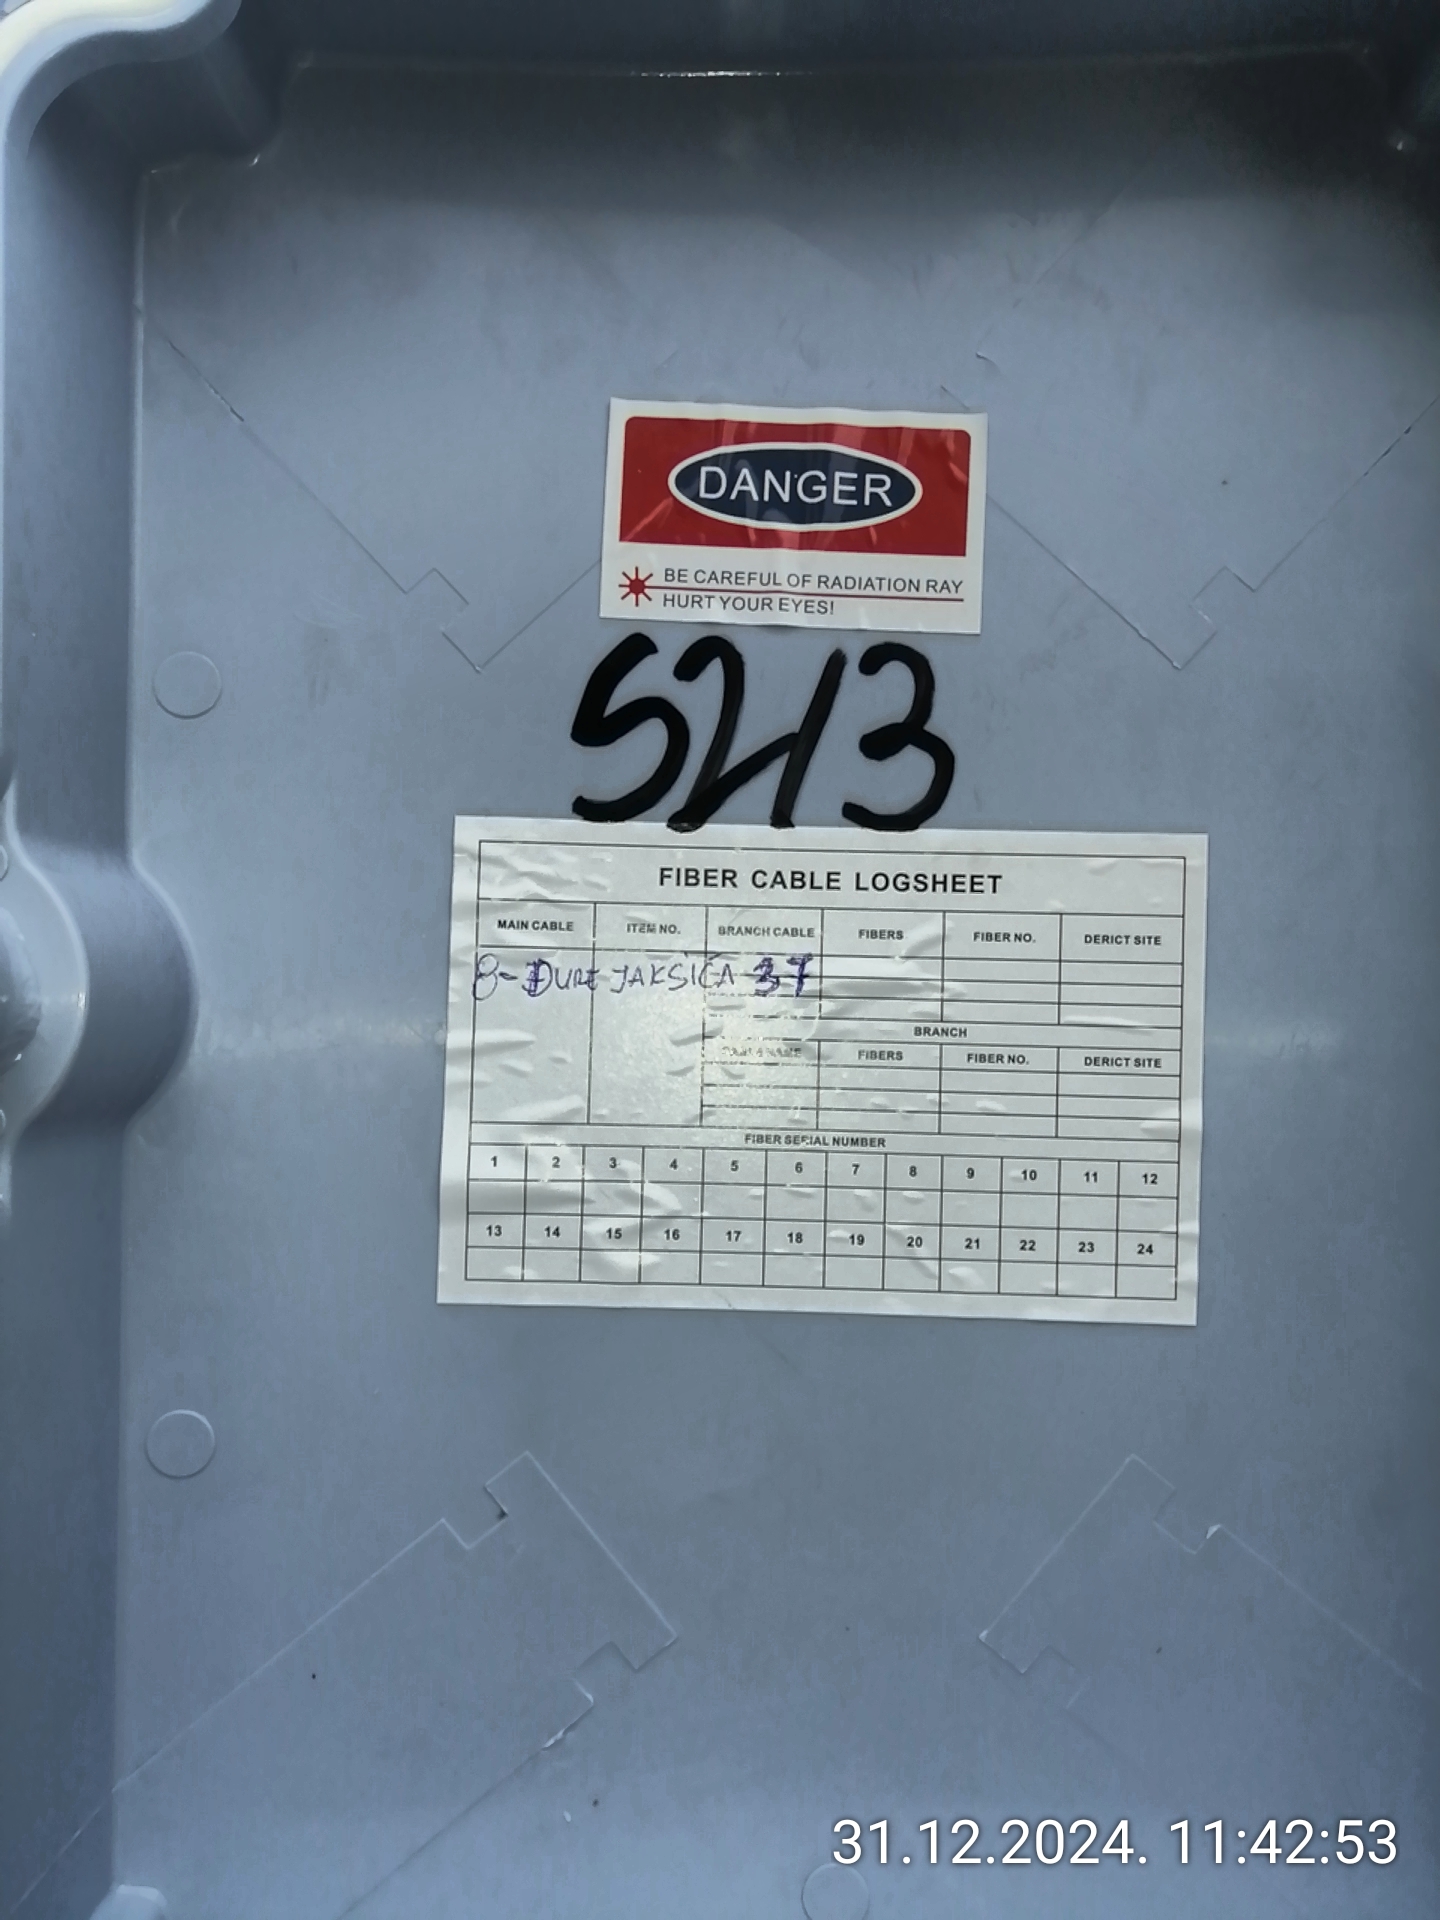 DANGER
BE CAREFUL OF RADIATION RAY
HURT YOUR EYES!
S213
FIBER CABLE LOGSHEET
MAIN CABLE ITEM NO. BRANCH CABLE FIBERS FIBER NO. DERICT SITE
8- ĐURE JAKSICA 37
BRANCH
NAME FIBERS FIBER NO. DERICT SITE
FIBER SERIAL NUMBER
1 2 3 4 5 6 7 8 9 10 11 12
13 14 15 16 17 18 19 20 21 22 23 24
31.12.2024. 11:42:53